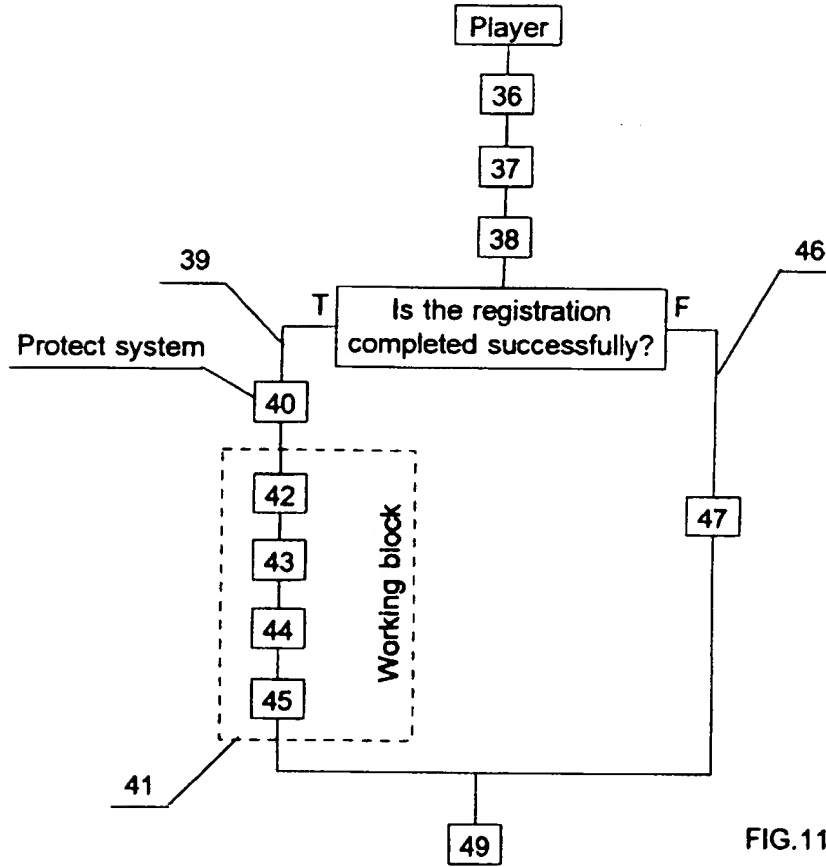 Player
36
37
38
39
46
T
Is the registration
completed successfully?
F
Protect system
40
42
43
44
45
Working block
47
41
49
FIG.11